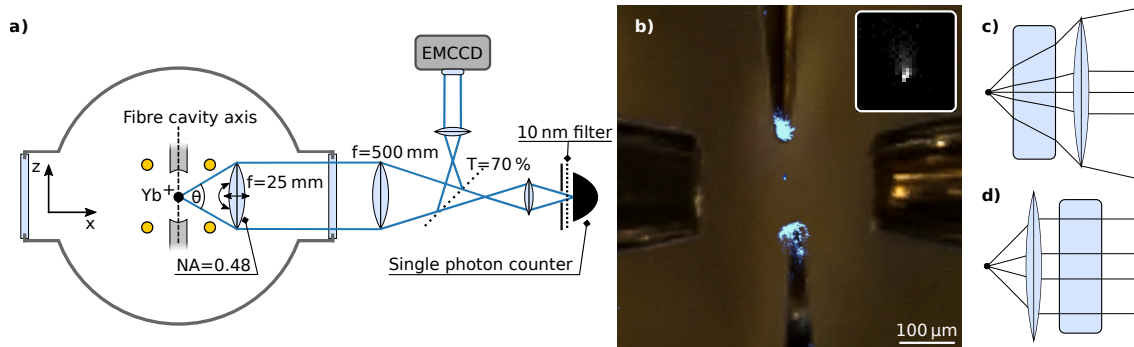 a)
EMCCD
Fibre cavity axis
10 nm filter
f=500 mm
T=70 %
z
Yb+
θ
f=25 mm
x
NA=0.48
Single photon counter
b)
100 µm
c)
d)